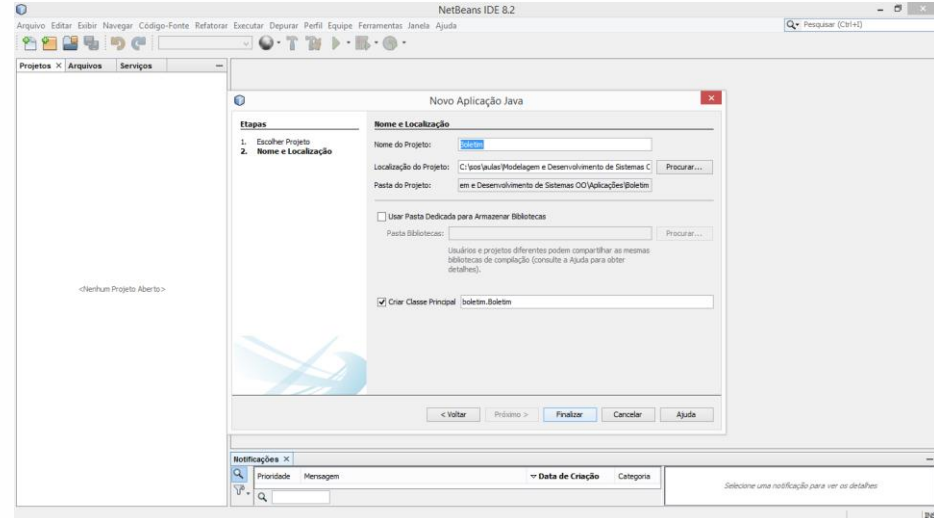 NetBeans IDE 8.2
Arquivo Editar Exibir Navegar Código-Fonte Refatorar Executar Depurar Perfil Equipe Ferramentas Janela Ajuda
Pesquisar (Ctrl+I)
Projetos Arquivos Serviços
<Nenhum Projeto Aberto>
Novo Aplicação Java
Etapas
1. Escolher Projeto
2. Nome e Localização
Nome e Localização
Nome do Projeto: Boletim
Localização do Projeto: C:\sos\aulas\Modelagem e Desenvolvimento de Sistemas C Procurar...
Pasta do Projeto: em e Desenvolvimento de Sistemas OO\Aplicações\Boletim
Usar Pasta Dedicada para Armazenar Bibliotecas
Pasta Bibliotecas: Procurar...
Usuários e projetos diferentes podem compartilhar as mesmas
bibliotecas de compilação (consulte a Ajuda para obter
detalhes).
Criar Classe Principal boletim.Boletim
< Voltar Próximo > Finalizar Cancelar Ajuda
Notificações
Prioridade Mensagem Data de Criação Categoria
Selecione uma notificação para ver os detalhes